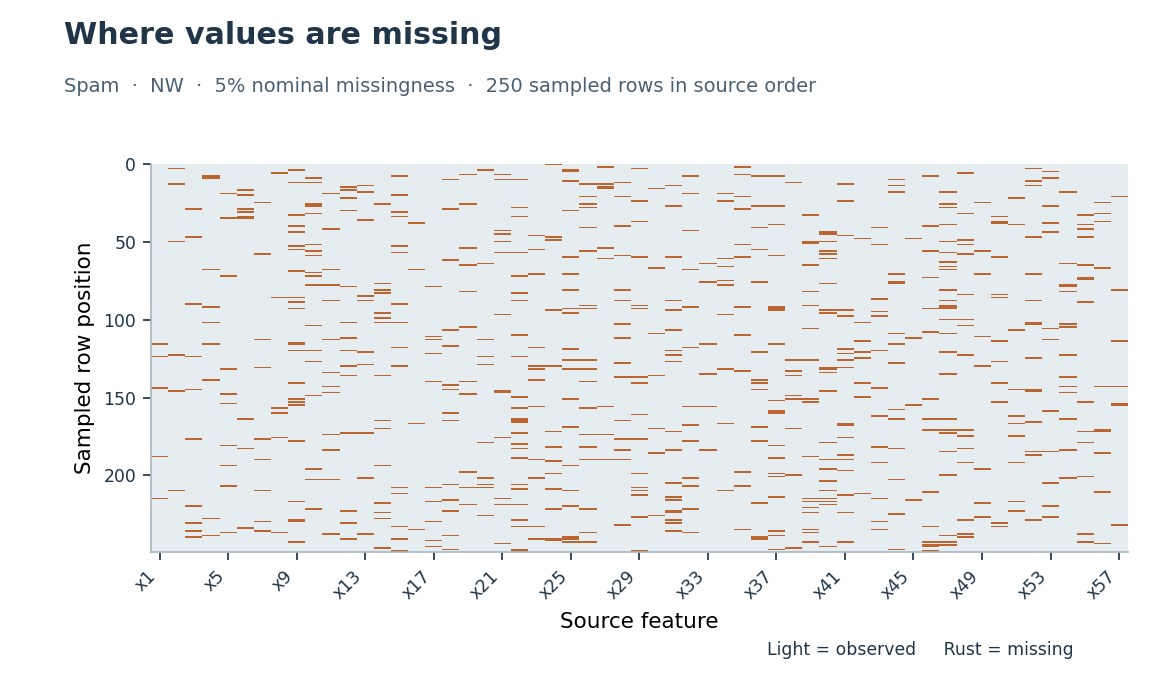 Where values are missing
Spam · NW · 5% nominal missingness · 250 sampled rows in source order
0
50
100
150
200
Sampled row position
x1 x5 x9 x13 x17 x21 x25 x29 x33 x37 x41 x45 x49 x53 x57
Source feature
Light = observed Rust = missing